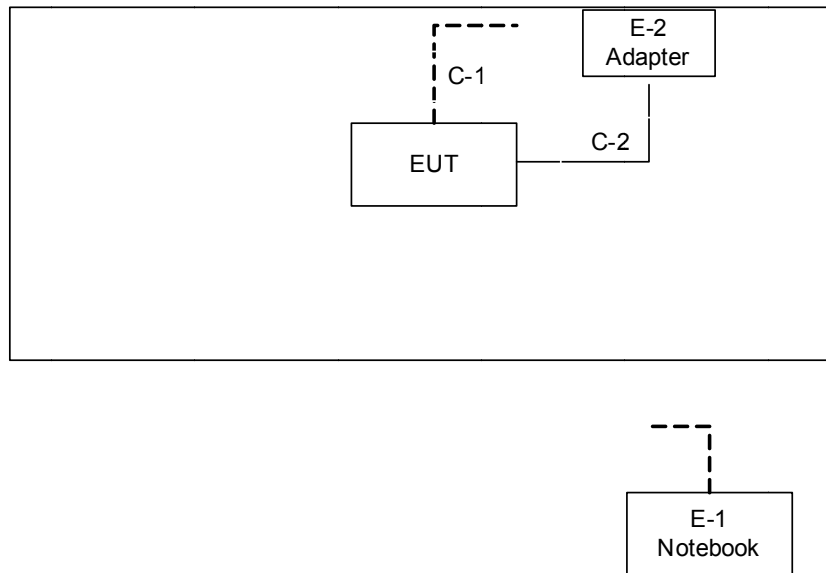 E-2
Adapter
C-1
C-2
EUT
E-1
Notebook